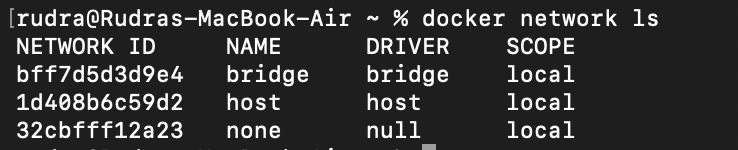 [rudra@Rudras-MacBook-Air ~ % docker network ls
NETWORK ID NAME DRIVER SCOPE
bff7d5d3d9e4 bridge bridge local
1d408b6c59d2 host host local
32cbfff12a23 none null local